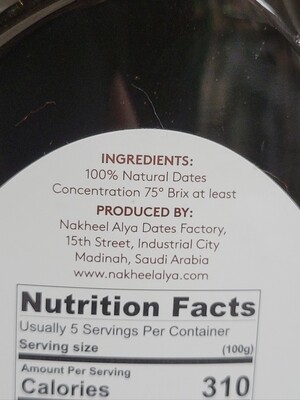 INGREDIENTS:
100% Natural Dates
Concentration 75° Brix at least
PRODUCED BY:
Nakheel Alya Dates Factory,
15th Street, Industrial City
Madinah, Saudi Arabia
www.nakheelalya.com
Nutrition Facts
Usually 5 Servings Per Container
Serving size (100g)
Amount Per Serving
Calories 310